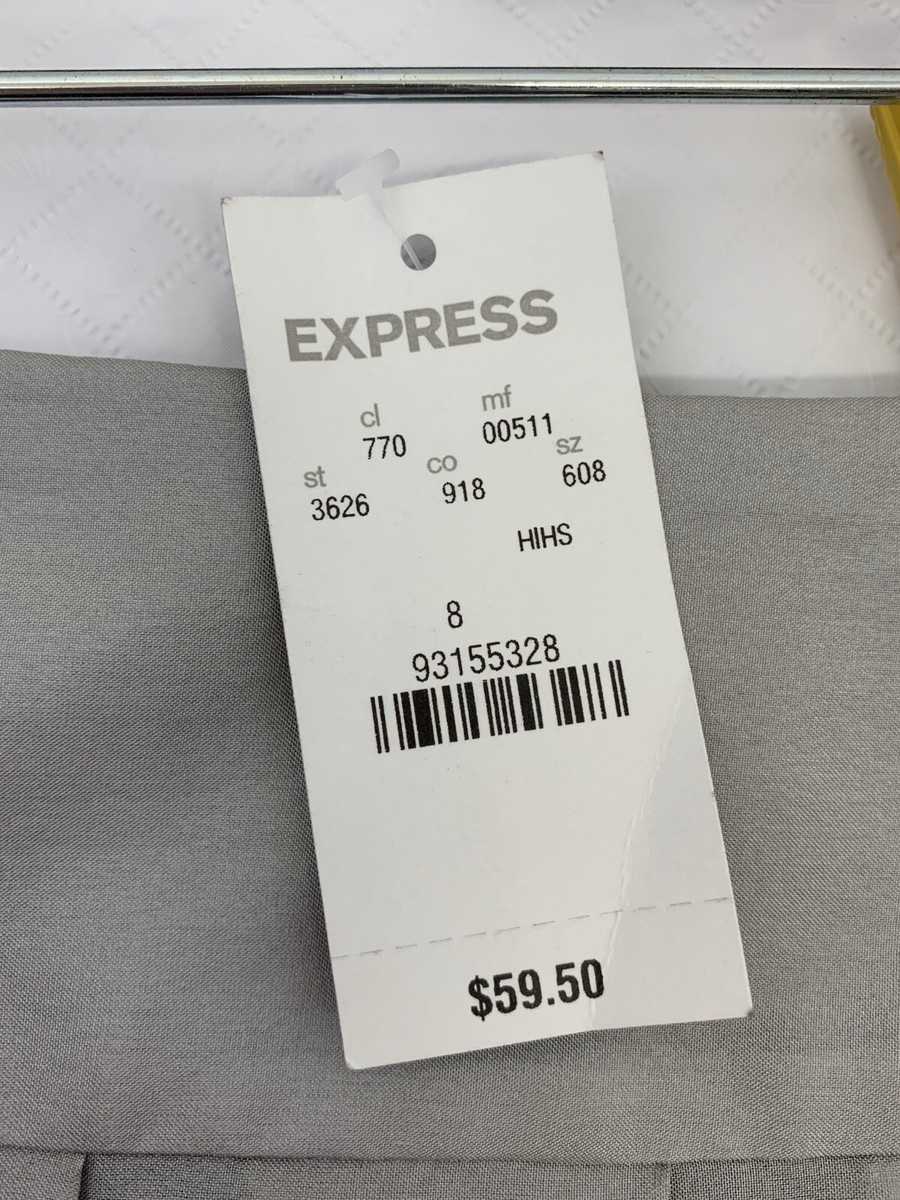 EXPRESS
cl mf
770 00511
st co sz
3626 918 608
HIHS
8
93155328
$59.50